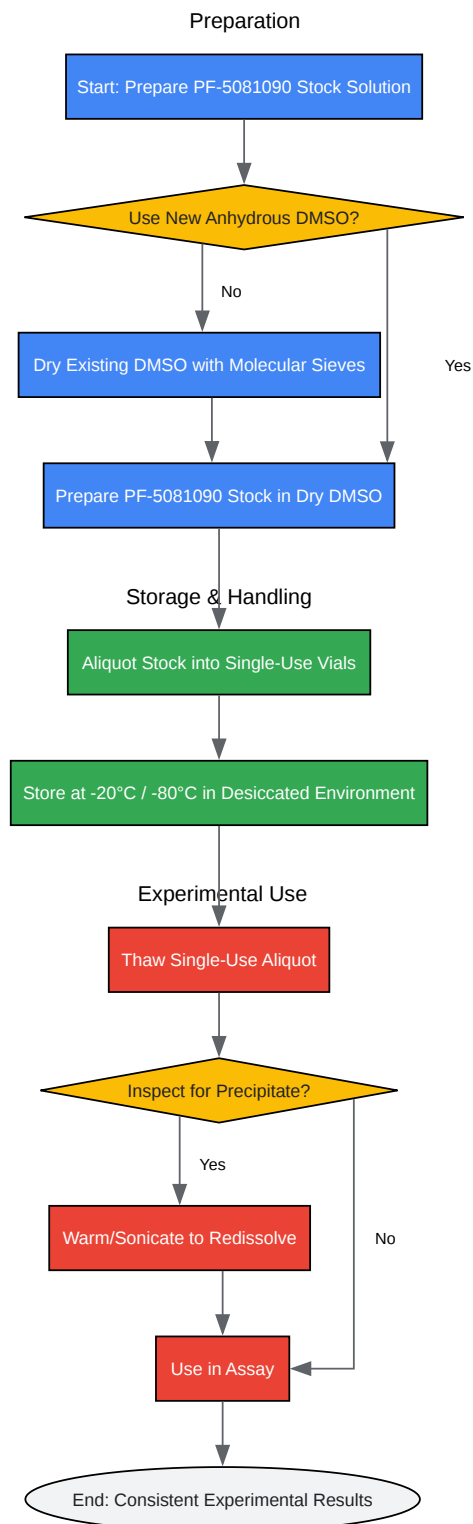 Preparation
Start: Prepare PF-5081090 Stock Solution
Use New Anhydrous DMSO?
No
Dry Existing DMSO with Molecular Sieves
Yes
Prepare PF-5081090 Stock in Dry DMSO
Storage & Handling
Aliquot Stock into Single-Use Vials
Store at -20°C / -80°C in Desiccated Environment
Experimental Use
Thaw Single-Use Aliquot
Inspect for Precipitate?
Yes
Warm/Sonicate to Redissolve
No
Use in Assay
End: Consistent Experimental Results